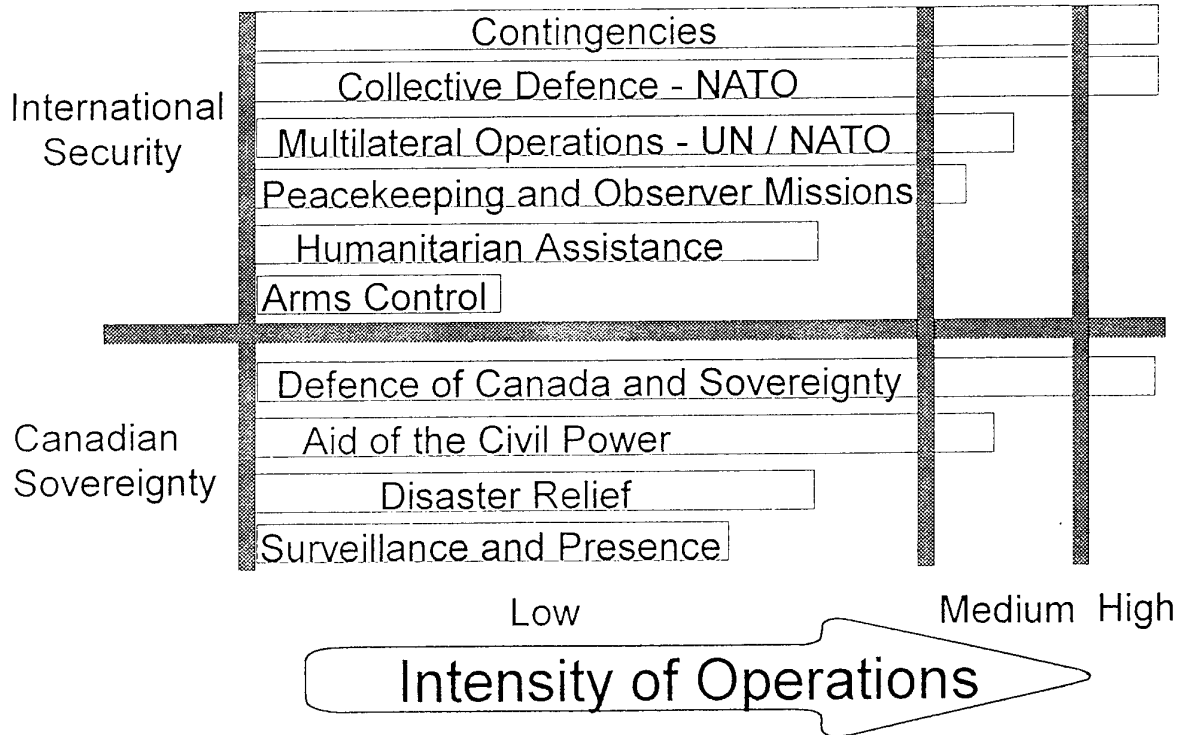 Contingencies
Collective Defence - NATO
International
Security
Multilateral Operations - UN / NATO
Peacekeeping and Observer Missions
Humanitarian Assistance
Arms Control
Defence of Canada and Sovereignty
Canadian
Sovereignty
Aid of the Civil Power
Disaster Relief
Surveillance and Presence
Low
Medium High
Intensity of Operations